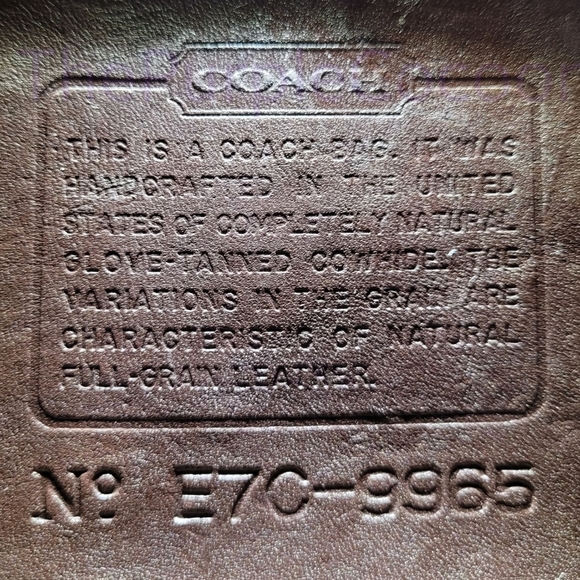 COACH
THIS IS A COACH BAG. IT WAS
HANDCRAFTED IN THE UNITED
STATES OF COMPLETELY NATURAL
GLOVE-TANNED COWHIDE. THE
VARIATIONS IN THE GRAIN ARE
CHARACTERISTIC OF NATURAL
FULL-GRAIN LEATHER.
Nº E7C-9965